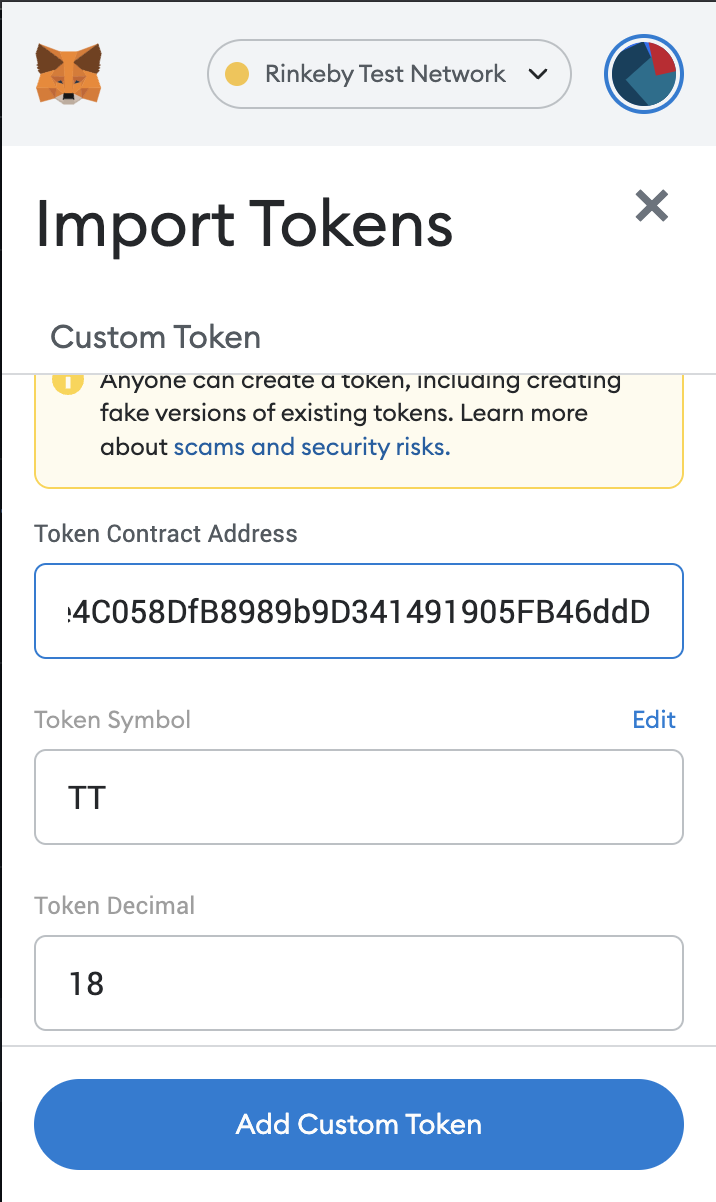 Rinkeby Test Network
Import Tokens
Custom Token
Anyone can create a token, including creating
fake versions of existing tokens. Learn more
about scams and security risks.
Token Contract Address
4C058DfB8989b9D341491905FB46ddD
Token Symbol
Edit
TT
Token Decimal
18
Add Custom Token